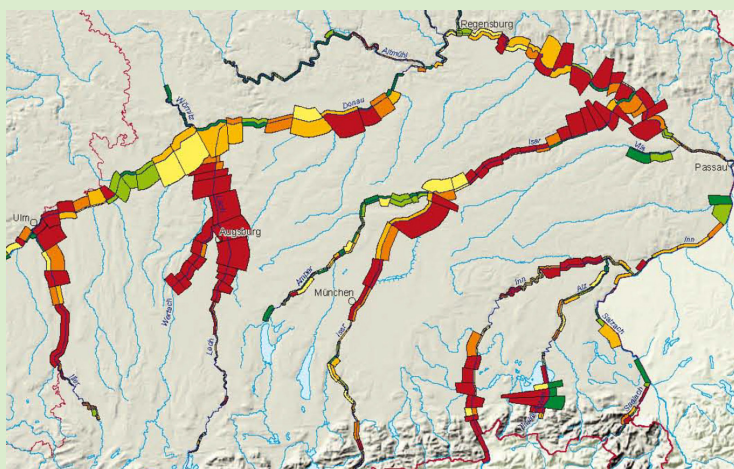 Regensburg
Altmühl
Wörnitz
Donau
Isar
Vils
Passau
Ulm
Lech
Augsburg
Inn
Amper
Inn
Alz
Wertach
München
Isar
Salzach
Lech
Iller